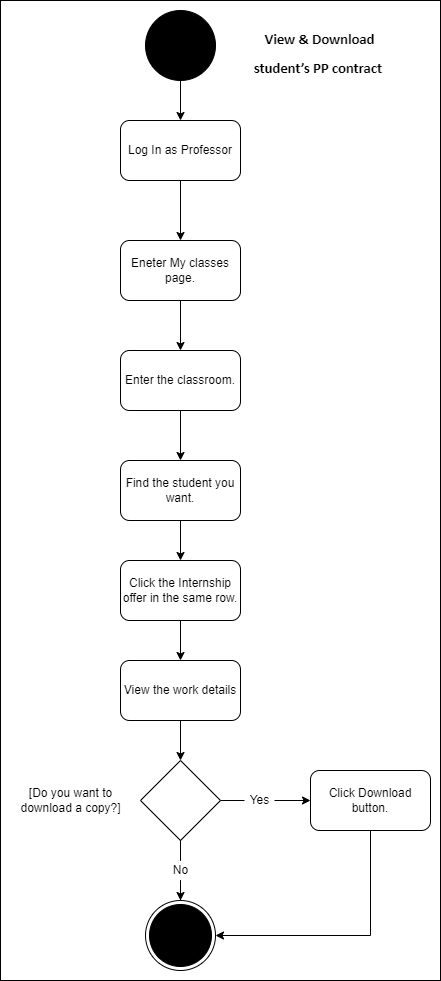 View & Download
student’s PP contract
Log In as Professor
Eneter My classes
page.
Enter the classroom.
Find the student you
want.
Click the Internship
offer in the same row.
View the work details
[Do you want to
download a copy?]
Yes
Click Download
button.
No